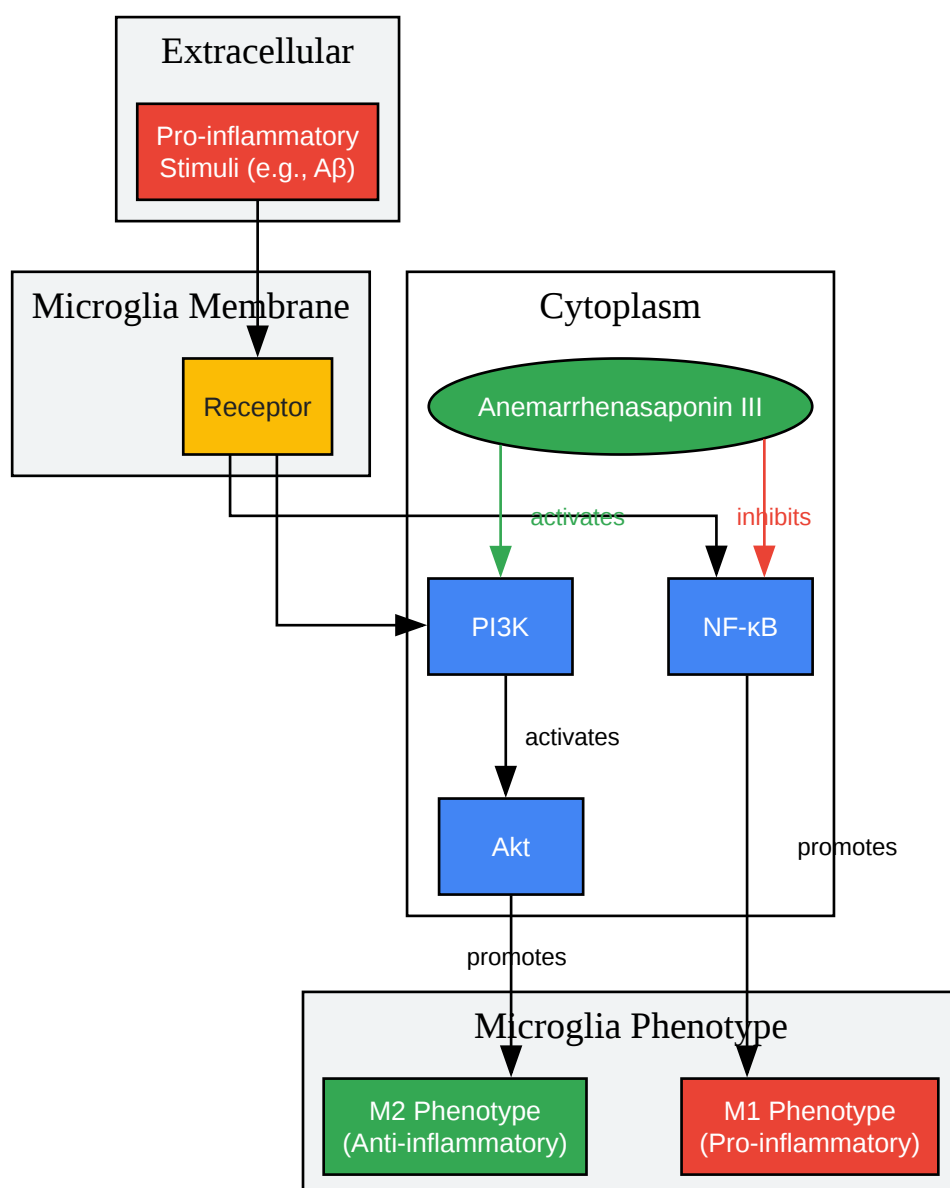 Extracellular
Pro-inflammatory
Stimuli (e.g., Aβ)
Microglia Membrane
Cytoplasm
Receptor
Anemarrhenasaponin III
activates
inhibits
PI3K
NF-κB
activates
Akt
promotes
promotes
Microglia Phenotype
M2 Phenotype
(Anti-inflammatory)
M1 Phenotype
(Pro-inflammatory)